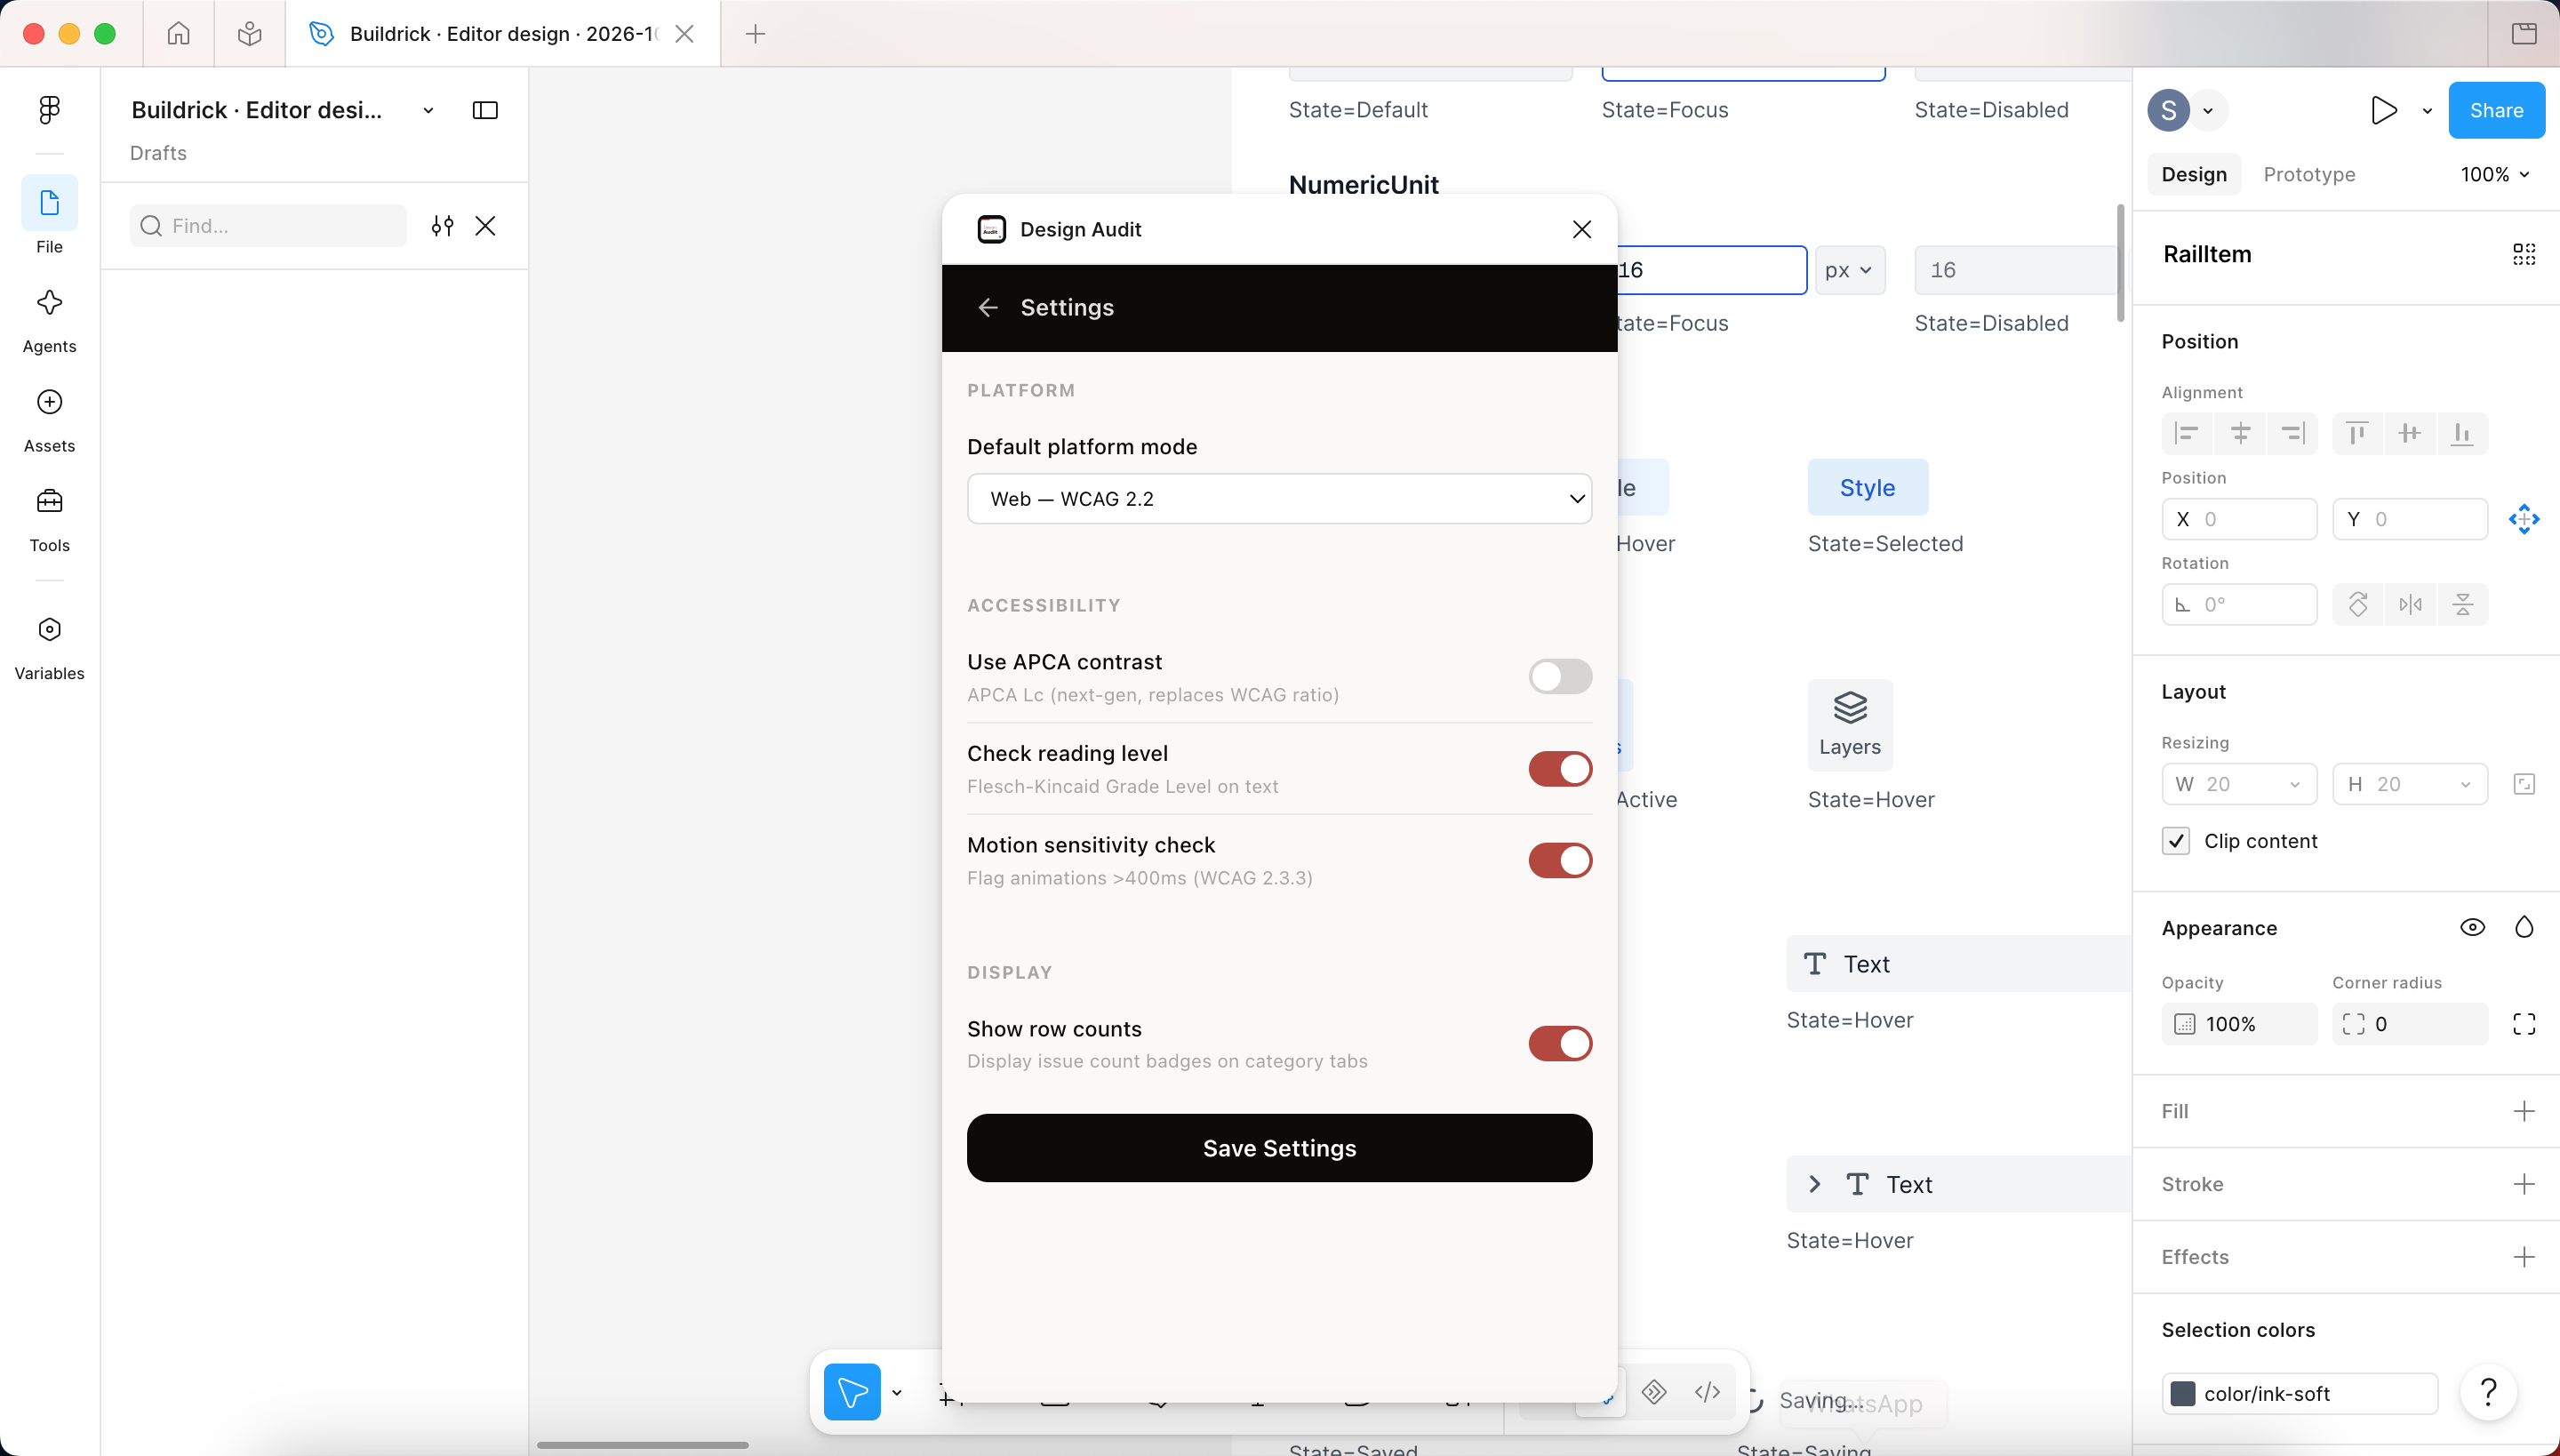 Buildrick · Editor design · 2026-1
Buildrick · Editor desi...
Drafts
Find...
File
Agents
Assets
Tools
Variables
State=Default
State=Focus
State=Disabled
NumericUnit
16
px
16
tate=Focus
State=Disabled
le
Style
Hover
State=Selected
Layers
Active
State=Hover
Text
State=Hover
Text
State=Hover
Saving...
WhatsApp
State=Saved
State=Saving
Design Audit
Settings
PLATFORM
Default platform mode
Web — WCAG 2.2
ACCESSIBILITY
Use APCA contrast
APCA Lc (next-gen, replaces WCAG ratio)
Check reading level
Flesch-Kincaid Grade Level on text
Motion sensitivity check
Flag animations >400ms (WCAG 2.3.3)
DISPLAY
Show row counts
Display issue count badges on category tabs
Save Settings
S
Share
Design
Prototype
100%
RailItem
Position
Alignment
Position
X 0
Y 0
Rotation
0°
Layout
Resizing
W 20
H 20
Clip content
Appearance
Opacity
Corner radius
100%
0
Fill
Stroke
Effects
Selection colors
color/ink-soft
?